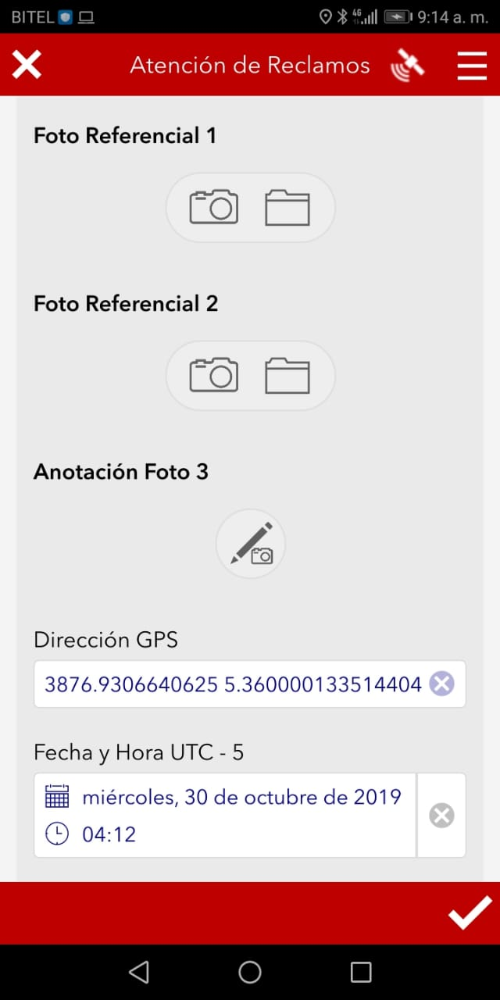 BITEL 4G 9:14 a. m.
Atención de Reclamos
Foto Referencial 1
Foto Referencial 2
Anotación Foto 3
Dirección GPS
3876.9306640625 5.360000133514404
Fecha y Hora UTC - 5
miércoles, 30 de octubre de 2019
04:12